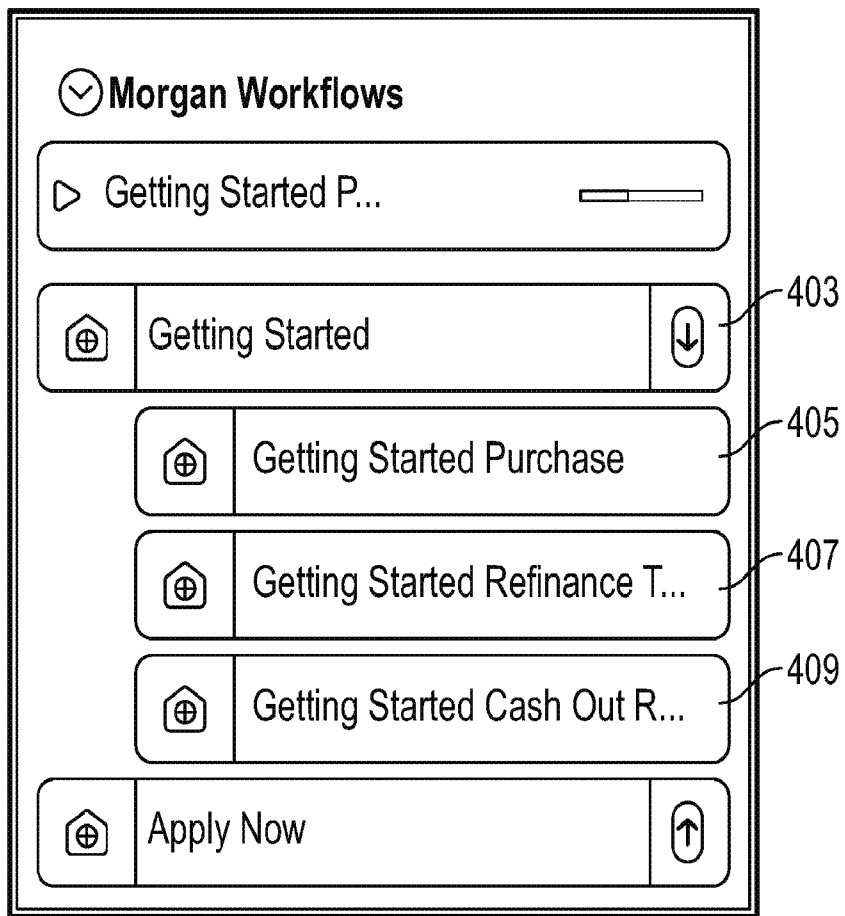 Morgan Workflows
Getting Started P...
403
Getting Started
405
Getting Started Purchase
407
Getting Started Refinance T...
409
Getting Started Cash Out R...
Apply Now